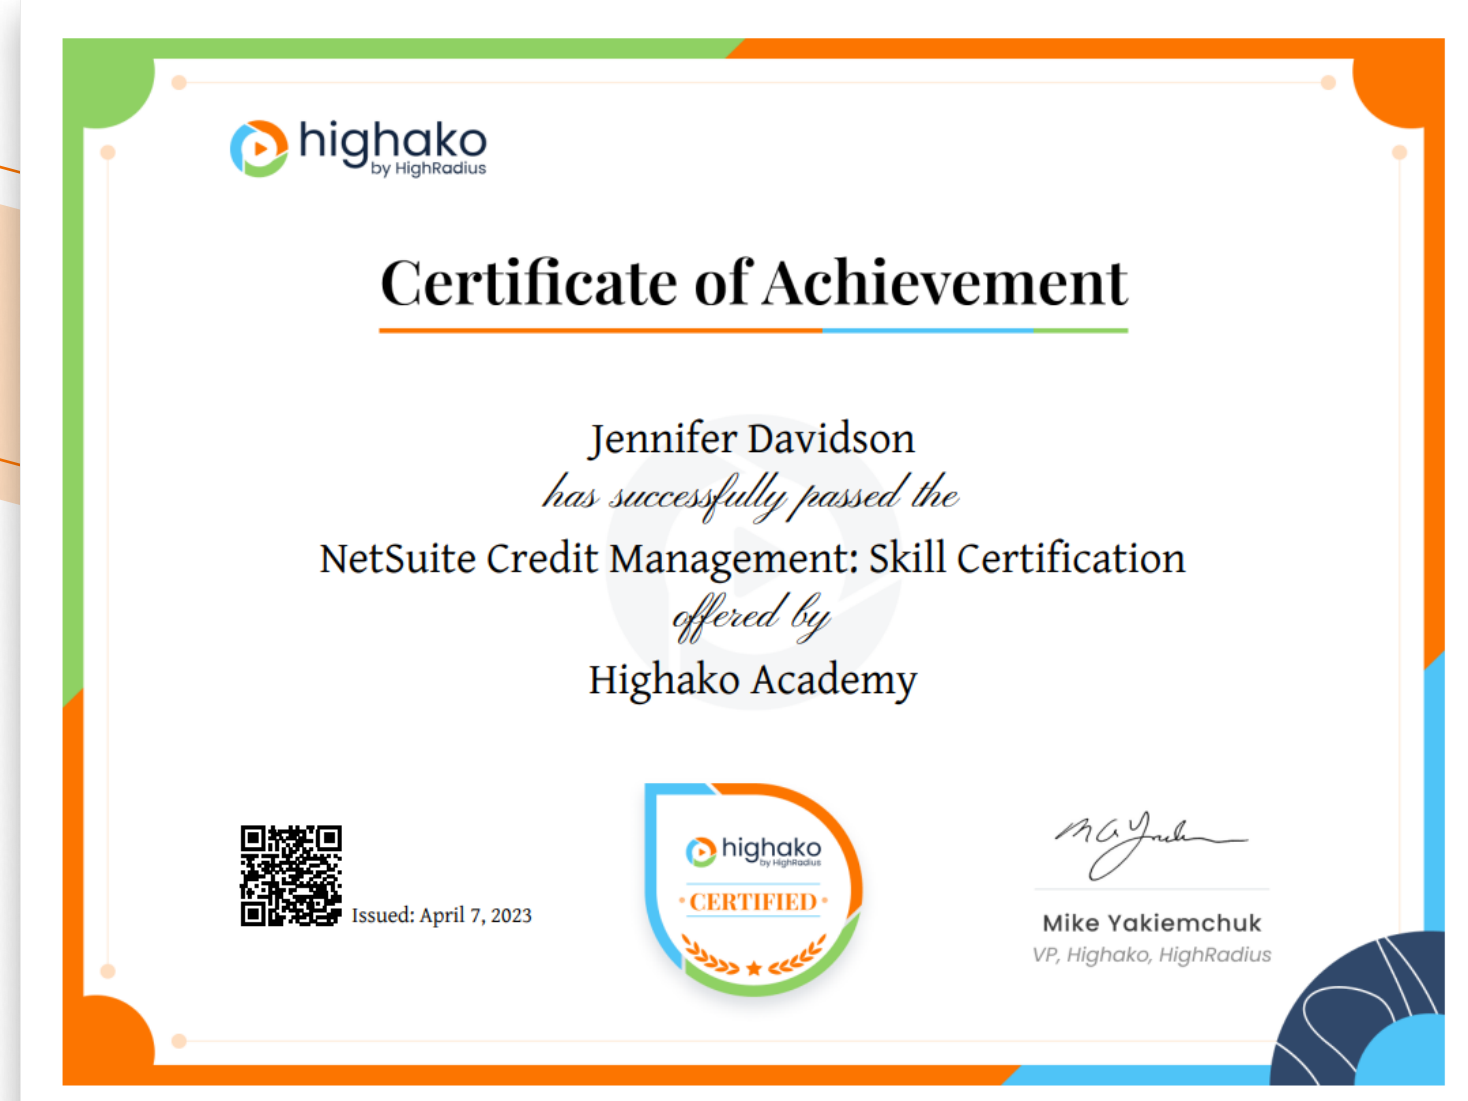 highako
by HighRadius
Certificate of Achievement
Jennifer Davidson
has successfully passed the
NetSuite Credit Management: Skill Certification
offered by
Highako Academy
Issued: April 7, 2023
highako
by HighRadius
CERTIFIED
Mike Yakiemchuk
VP, Highako, HighRadius